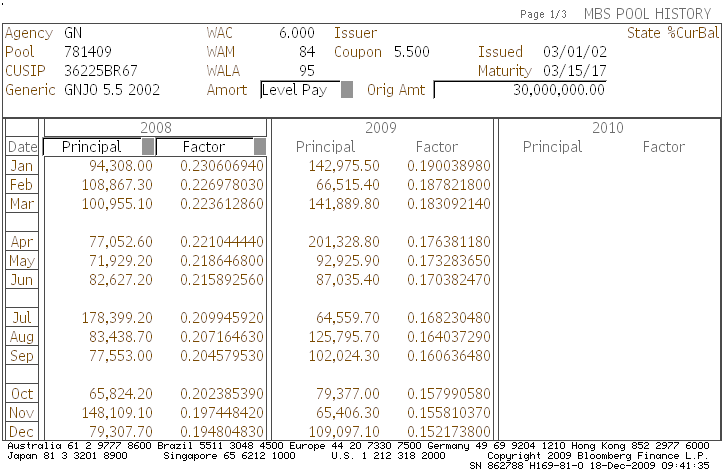 Page 1/3 MBS POOL HISTORY
Agency GN WAC 6.000 Issuer State %CurBal
Pool 781409 WAM 84 Coupon 5.500 Issued 03/01/02
CUSIP 36225BR67 WALA 95 Maturity 03/15/17
Generic GNJO 5.5 2002 Amort Level Pay Orig Amt 30,000,000.00
2008 2009 2010
Date Principal Factor Principal Factor Principal Factor
Jan 94,308.00 0.230606940 142,975.50 0.190038980
Feb 108,867.30 0.226978030 66,515.40 0.187821800
Mar 100,955.10 0.223612860 141,889.80 0.183092140
Apr 77,052.60 0.221044440 201,328.80 0.176381180
May 71,929.20 0.218646800 92,925.90 0.173283650
Jun 82,627.20 0.215892560 87,035.40 0.170382470
Jul 178,399.20 0.209945920 64,559.70 0.168230480
Aug 83,438.70 0.207164630 125,795.70 0.164037290
Sep 77,553.00 0.204579530 102,024.30 0.160636480
Oct 65,824.20 0.202385390 79,377.00 0.157990580
Nov 148,109.10 0.197448420 65,406.30 0.155810370
Dec 79,307.70 0.194804830 109,097.10 0.152173800
Australia 61 2 9777 8600 Brazil 5511 3048 4500 Europe 44 20 7330 7500 Germany 49 69 9204 1210 Hong Kong 852 2977 6000
Japan 81 3 3201 8900 Singapore 65 6212 1000 U.S. 1 212 318 2000 Copyright 2009 Bloomberg Finance L.P.
SN 862788 H169-81-0 18-Dec-2009 09:41:35